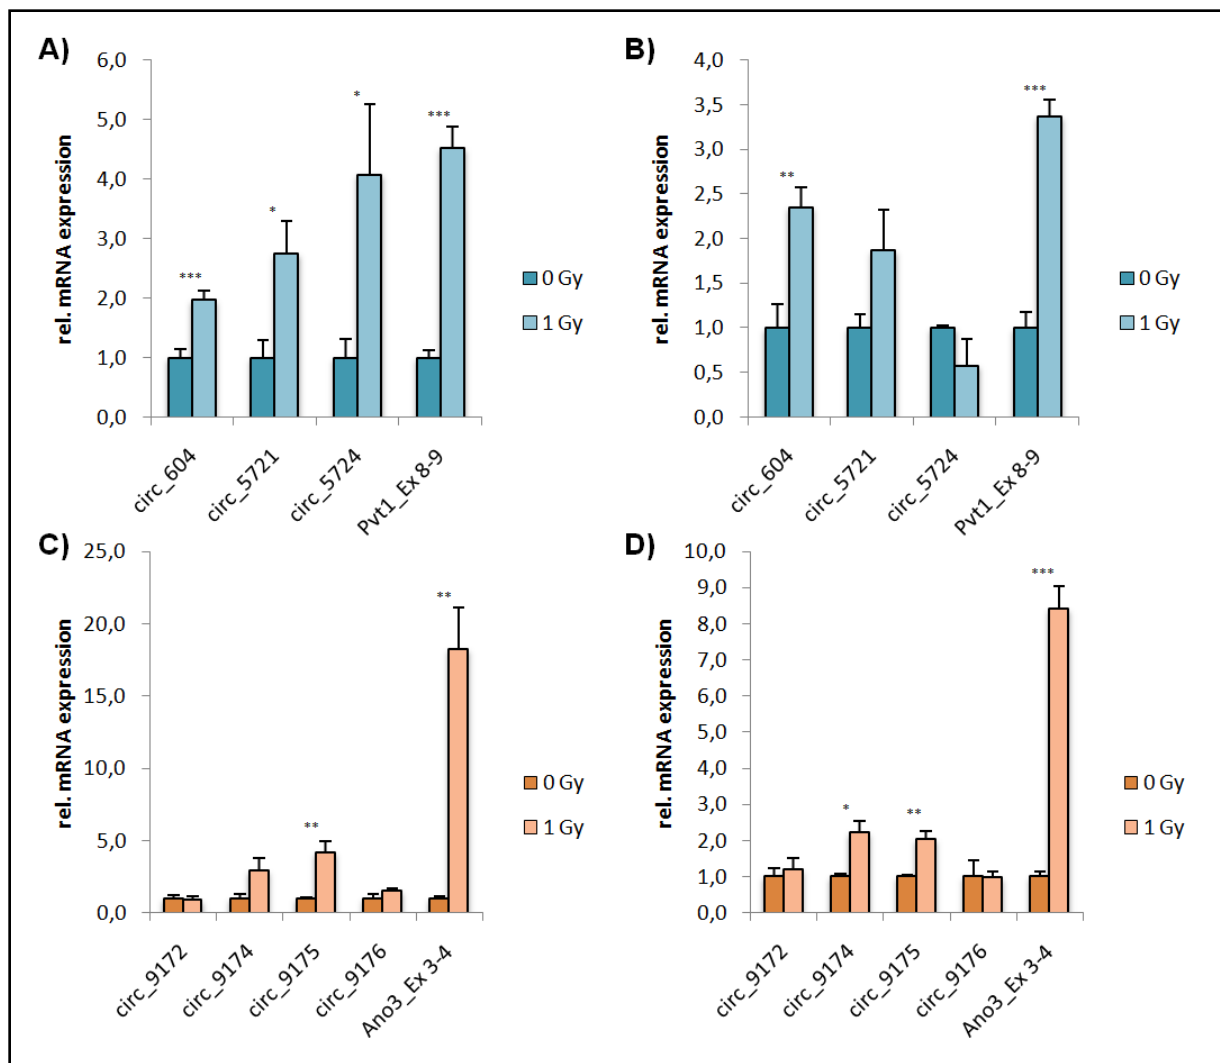 A)
rel. mRNA expression
6,0
5,0
4,0
3,0
2,0
1,0
0,0
***
*
*
***
circ_604
circ_5721
circ_5724
Pvt1_Ex 8-9
0 Gy
1 Gy
B)
rel. mRNA expression
4,0
3,5
3,0
2,5
2,0
1,5
1,0
0,5
0,0
**
***
circ_604
circ_5721
circ_5724
Pvt1_Ex 8-9
0 Gy
1 Gy
C)
rel. mRNA expression
25,0
20,0
15,0
10,0
5,0
0,0
**
**
circ_9172
circ_9174
circ_9175
circ_9176
Ano3_Ex 3-4
0 Gy
1 Gy
D)
rel. mRNA expression
10,0
9,0
8,0
7,0
6,0
5,0
4,0
3,0
2,0
1,0
0,0
*
**
***
circ_9172
circ_9174
circ_9175
circ_9176
Ano3_Ex 3-4
0 Gy
1 Gy